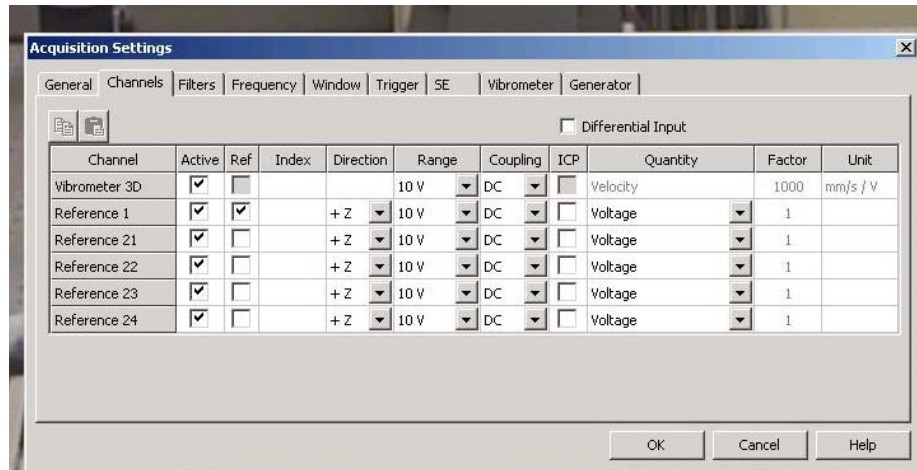 Acquisition Settings
General Channels Filters Frequency Window Trigger SE Vibrometer Generator
Differential Input
Channel Active Ref Index Direction Range Coupling ICP Quantity Factor Unit
Vibrometer 3D 10 V DC Velocity 1000 mm/s / V
Reference 1 + Z 10 V DC Voltage 1
Reference 21 + Z 10 V DC Voltage 1
Reference 22 + Z 10 V DC Voltage 1
Reference 23 + Z 10 V DC Voltage 1
Reference 24 + Z 10 V DC Voltage 1
OK Cancel Help